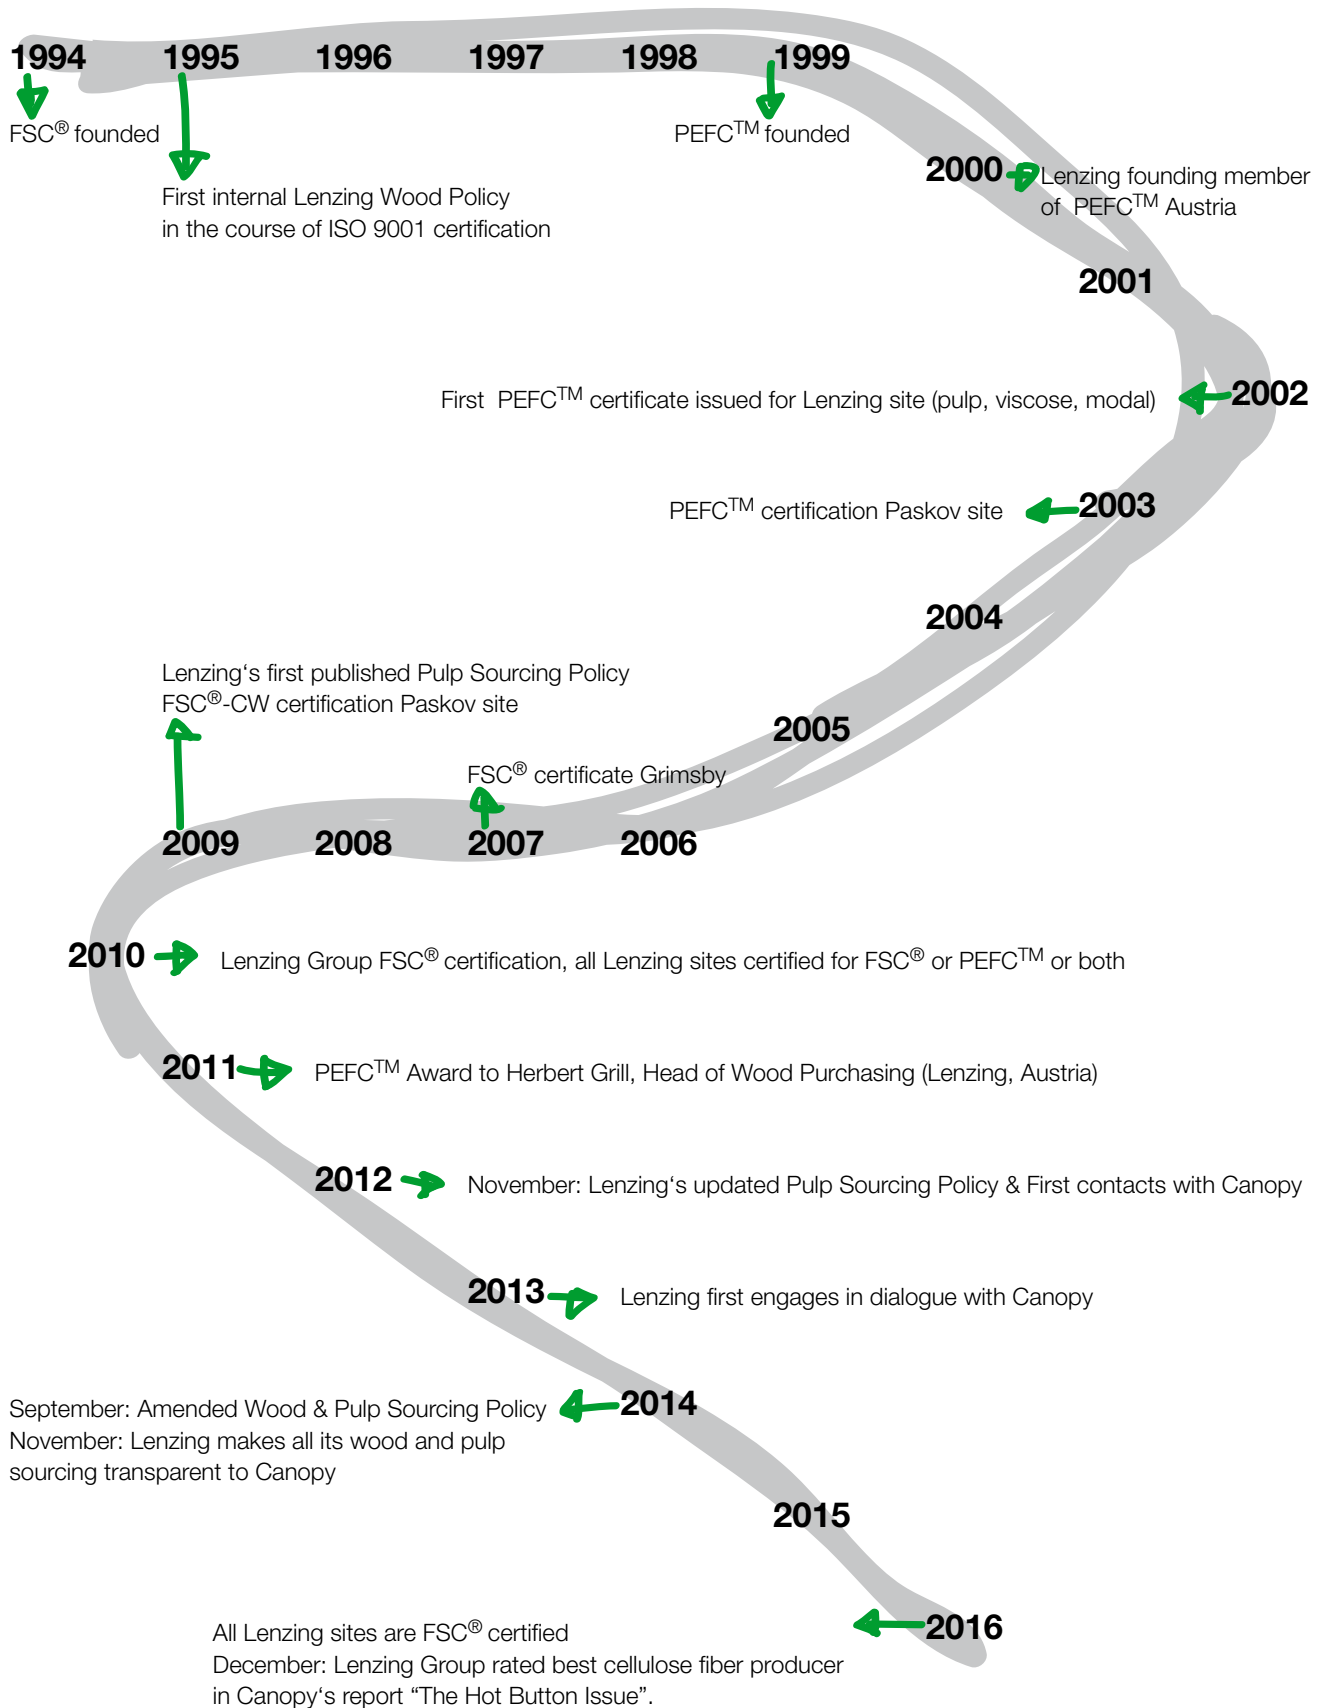 1994 1995 1996 1997 1998 1999
FSC® founded
PEFC™ founded
First internal Lenzing Wood Policy
in the course of ISO 9001 certification
2000
Lenzing founding member
of PEFC™ Austria
2001
First PEFC™ certificate issued for Lenzing site (pulp, viscose, modal)
2002
PEFC™ certification Paskov site
2003
2004
2005
Lenzing‘s first published Pulp Sourcing Policy
FSC®-CW certification Paskov site
FSC® certificate Grimsby
2009 2008 2007 2006
2010
Lenzing Group FSC® certification, all Lenzing sites certified for FSC® or PEFC™ or both
2011
PEFC™ Award to Herbert Grill, Head of Wood Purchasing (Lenzing, Austria)
2012
November: Lenzing‘s updated Pulp Sourcing Policy & First contacts with Canopy
2013
Lenzing first engages in dialogue with Canopy
2014
September: Amended Wood & Pulp Sourcing Policy
November: Lenzing makes all its wood and pulp
sourcing transparent to Canopy
2015
2016
All Lenzing sites are FSC® certified
December: Lenzing Group rated best cellulose fiber producer
in Canopy‘s report “The Hot Button Issue”.